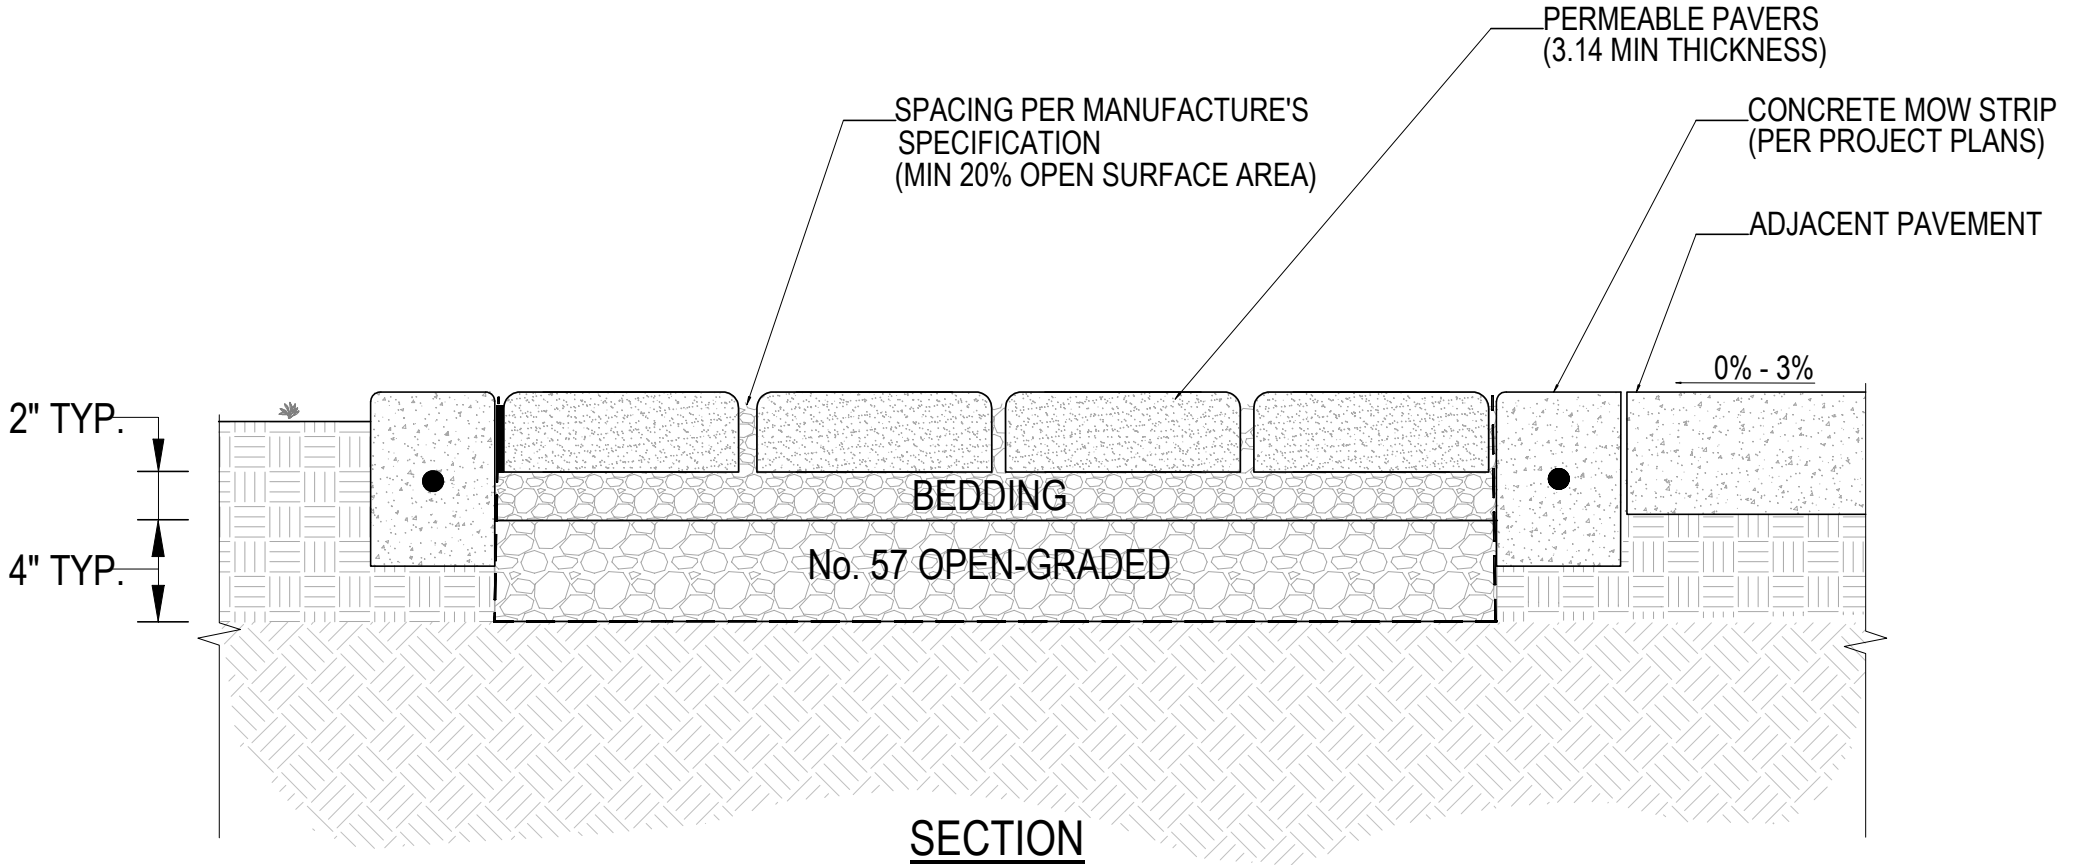 PERMEABLE PAVERS
(3.14 MIN THICKNESS)
SPACING PER MANUFACTURE'S
SPECIFICATION
(MIN 20% OPEN SURFACE AREA)
CONCRETE MOW STRIP
(PER PROJECT PLANS)
ADJACENT PAVEMENT
0% - 3%
2" TYP.
BEDDING
4" TYP.
No. 57 OPEN-GRADED
SECTION